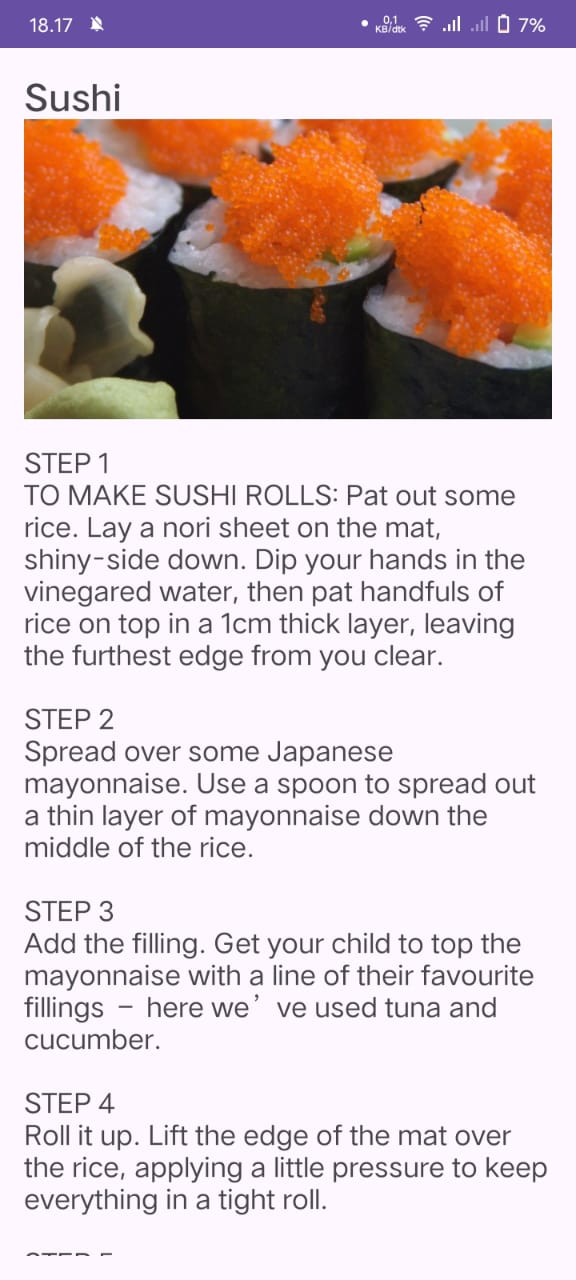 18.17
0,1
KB/dtk
7%
Sushi
STEP 1
TO MAKE SUSHI ROLLS: Pat out some
rice. Lay a nori sheet on the mat,
shiny-side down. Dip your hands in the
vinegared water, then pat handfuls of
rice on top in a 1cm thick layer, leaving
the furthest edge from you clear.
STEP 2
Spread over some Japanese
mayonnaise. Use a spoon to spread out
a thin layer of mayonnaise down the
middle of the rice.
STEP 3
Add the filling. Get your child to top the
mayonnaise with a line of their favourite
fillings – here we’ve used tuna and
cucumber.
STEP 4
Roll it up. Lift the edge of the mat over
the rice, applying a little pressure to keep
everything in a tight roll.